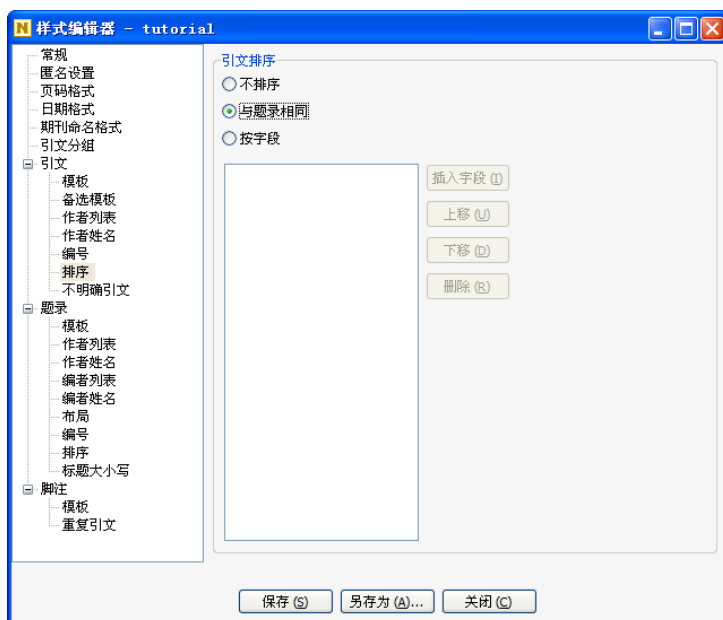 样式编辑器 - tutorial
常规
匿名设置
页码格式
日期格式
期刊命名格式
引文分组
引文
模板
备选模板
作者列表
作者姓名
编号
排序
不明确引文
题录
模板
作者列表
作者姓名
编者列表
编者姓名
布局
编号
排序
标题大小写
脚注
模板
重复引文
引文排序
不排序
与题录相同
按字段
插入字段 (I)
上移 (U)
下移 (D)
删除 (R)
保存 (S)
另存为 (A)...
关闭 (C)